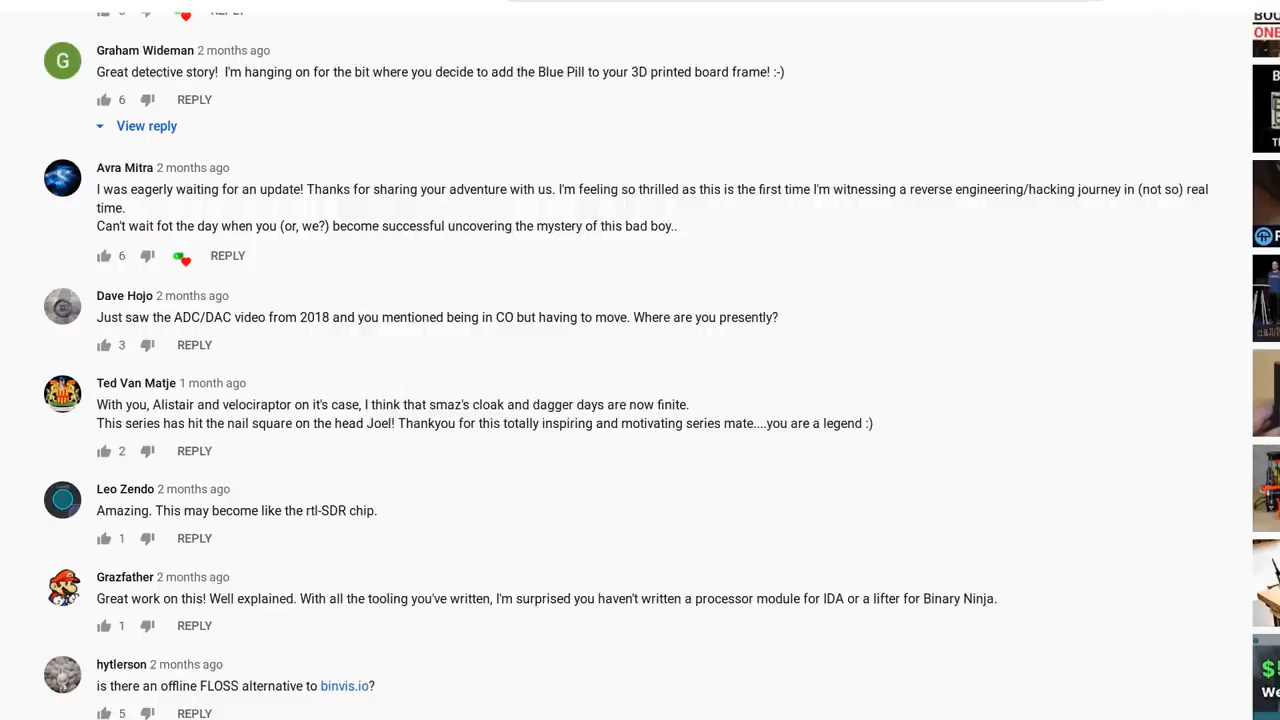 BOO
ONE
REPLY
G
Graham Wideman 2 months ago
Great detective story!  I'm hanging on for the bit where you decide to add the Blue Pill to your 3D printed board frame! :-)
6 REPLY
View reply
Avra Mitra 2 months ago
I was eagerly waiting for an update! Thanks for sharing your adventure with us. I'm feeling so thrilled as this is the first time I'm witnessing a reverse engineering/hacking journey in (not so) real
time.
Can't wait fot the day when you (or, we?) become successful uncovering the mystery of this bad boy..
6 REPLY
Dave Hojo 2 months ago
Just saw the ADC/DAC video from 2018 and you mentioned being in CO but having to move. Where are you presently?
3 REPLY
Ted Van Matje 1 month ago
With you, Alistair and velociraptor on it's case, I think that smaz's cloak and dagger days are now finite.
This series has hit the nail square on the head Joel! Thankyou for this totally inspiring and motivating series mate....you are a legend :)
2 REPLY
Leo Zendo 2 months ago
Amazing. This may become like the rtl-SDR chip.
1 REPLY
Grazfather 2 months ago
Great work on this! Well explained. With all the tooling you've written, I'm surprised you haven't written a processor module for IDA or a lifter for Binary Ninja.
1 REPLY
hytlerson 2 months ago
is there an offline FLOSS alternative to binvis.io?
5 REPLY
$5
We